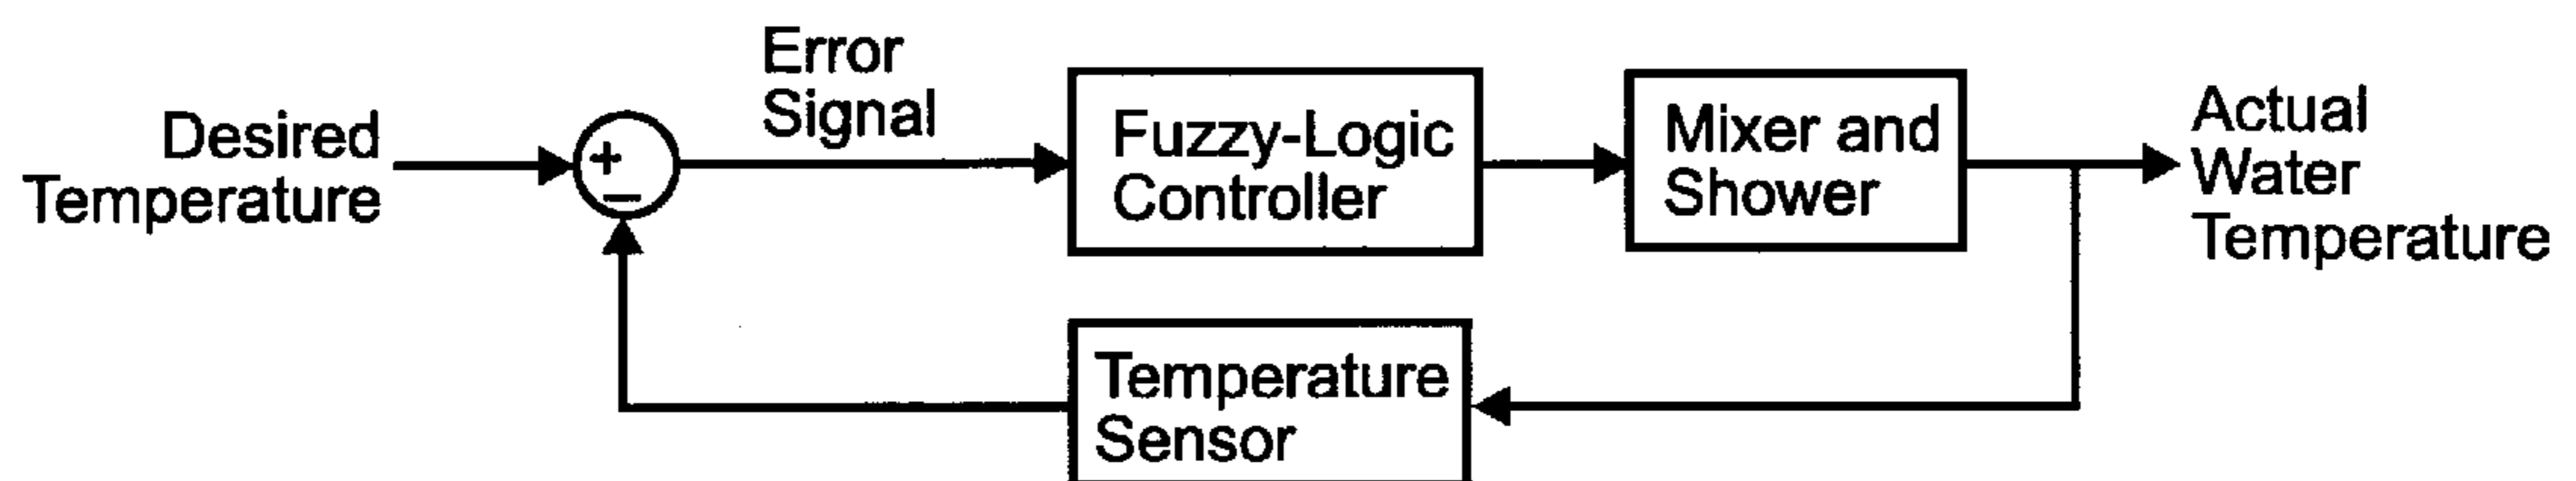 Desired
Temperature
+
−
Error
Signal
Fuzzy-Logic
Controller
Mixer and
Shower
Actual
Water
Temperature
Temperature
Sensor